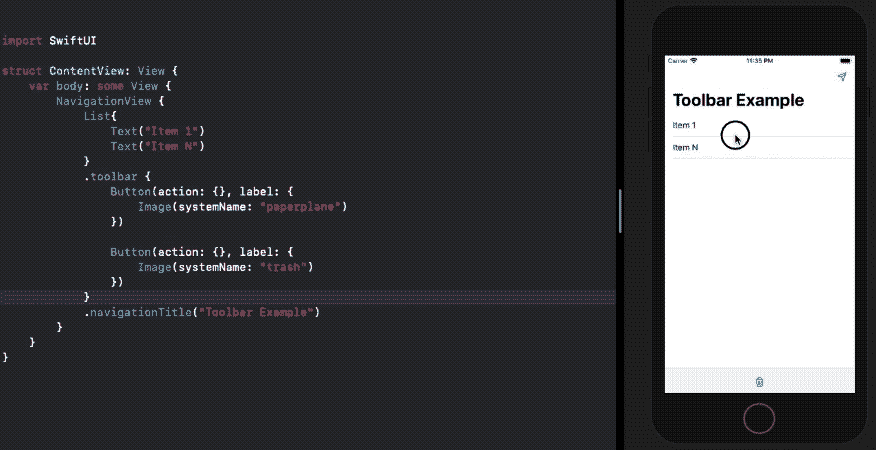 import SwiftUI
struct ContentView: View {
var body: some View {
NavigationView {
List{
Text("Item 1")
Text("Item N")
}
.toolbar {
Button(action: {}, label: {
Image(systemName: "paperplane")
})
Button(action: {}, label: {
Image(systemName: "trash")
})
}
.navigationTitle("Toolbar Example")
}
}
}
Carrier 11:35 PM
Toolbar Example
Item 1
Item N